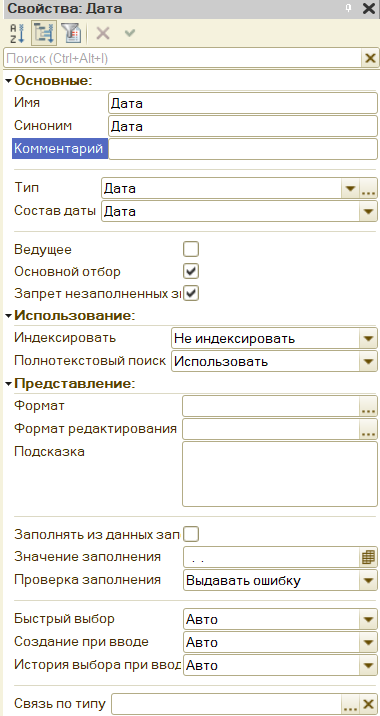 Свойства: Дата
Поиск (Ctrl+Alt+I)
Основные:
Имя Дата
Синоним Дата
Комментарий
Тип Дата
Состав даты Дата
Ведущее
Основной отбор
Запрет незаполненных з
Использование:
Индексировать Не индексировать
Полнотекстовый поиск Использовать
Представление:
Формат
Формат редактирования
Подсказка
Заполнять из данных зап
Значение заполнения . .
Проверка заполнения Выдавать ошибку
Быстрый выбор Авто
Создание при вводе Авто
История выбора при ввод Авто
Связь по типу